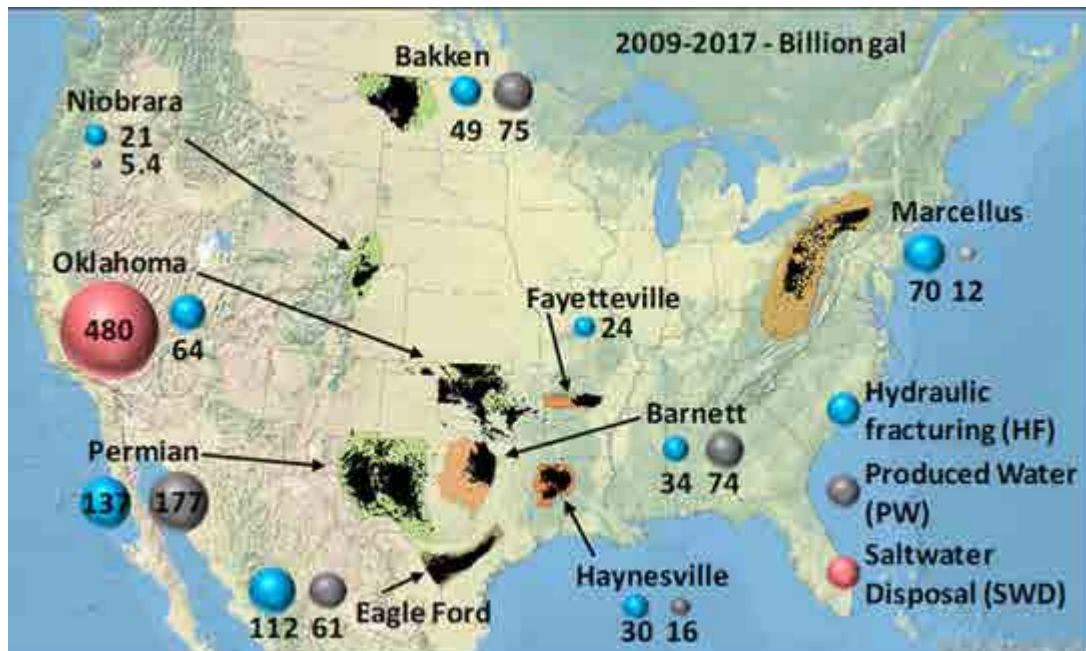 2009-2017 - Billion gal
Bakken
49 75
Niobrara
21
5.4
Marcellus
70 12
Oklahoma
480
64
Fayetteville
24
Barnett
34 74
Permian
137 177
Eagle Ford
112 61
Haynesville
30 16
Hydraulic
fracturing (HF)
Produced Water
(PW)
Saltwater
Disposal (SWD)